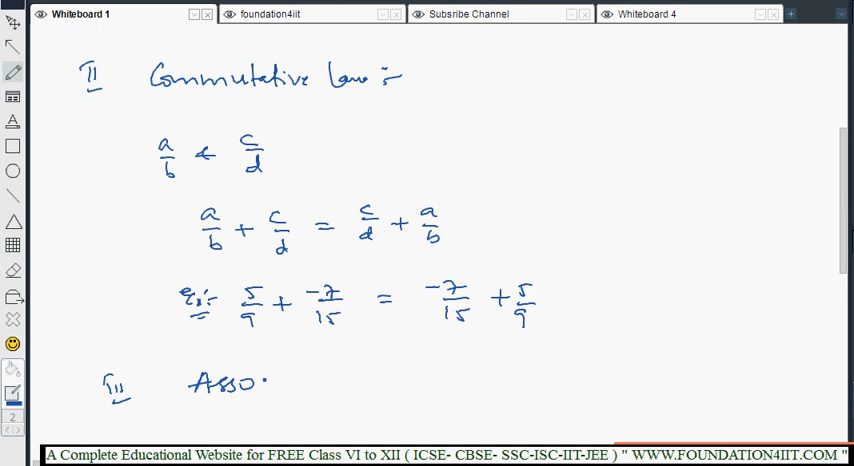 Whiteboard 1 foundation4iit Subsribe Channel Whiteboard 4
II Commutative law :-
a/b & c/d
a/b + c/d = c/d + a/b
Ex:- 5/9 + -7/15 = -7/15 + 5/9
III Asso.
2
A Complete Educational Website for FREE Class VI to XII ( ICSE- CBSE- SSC-ISC-IIT-JEE ) " WWW.FOUNDATION4IIT.COM "